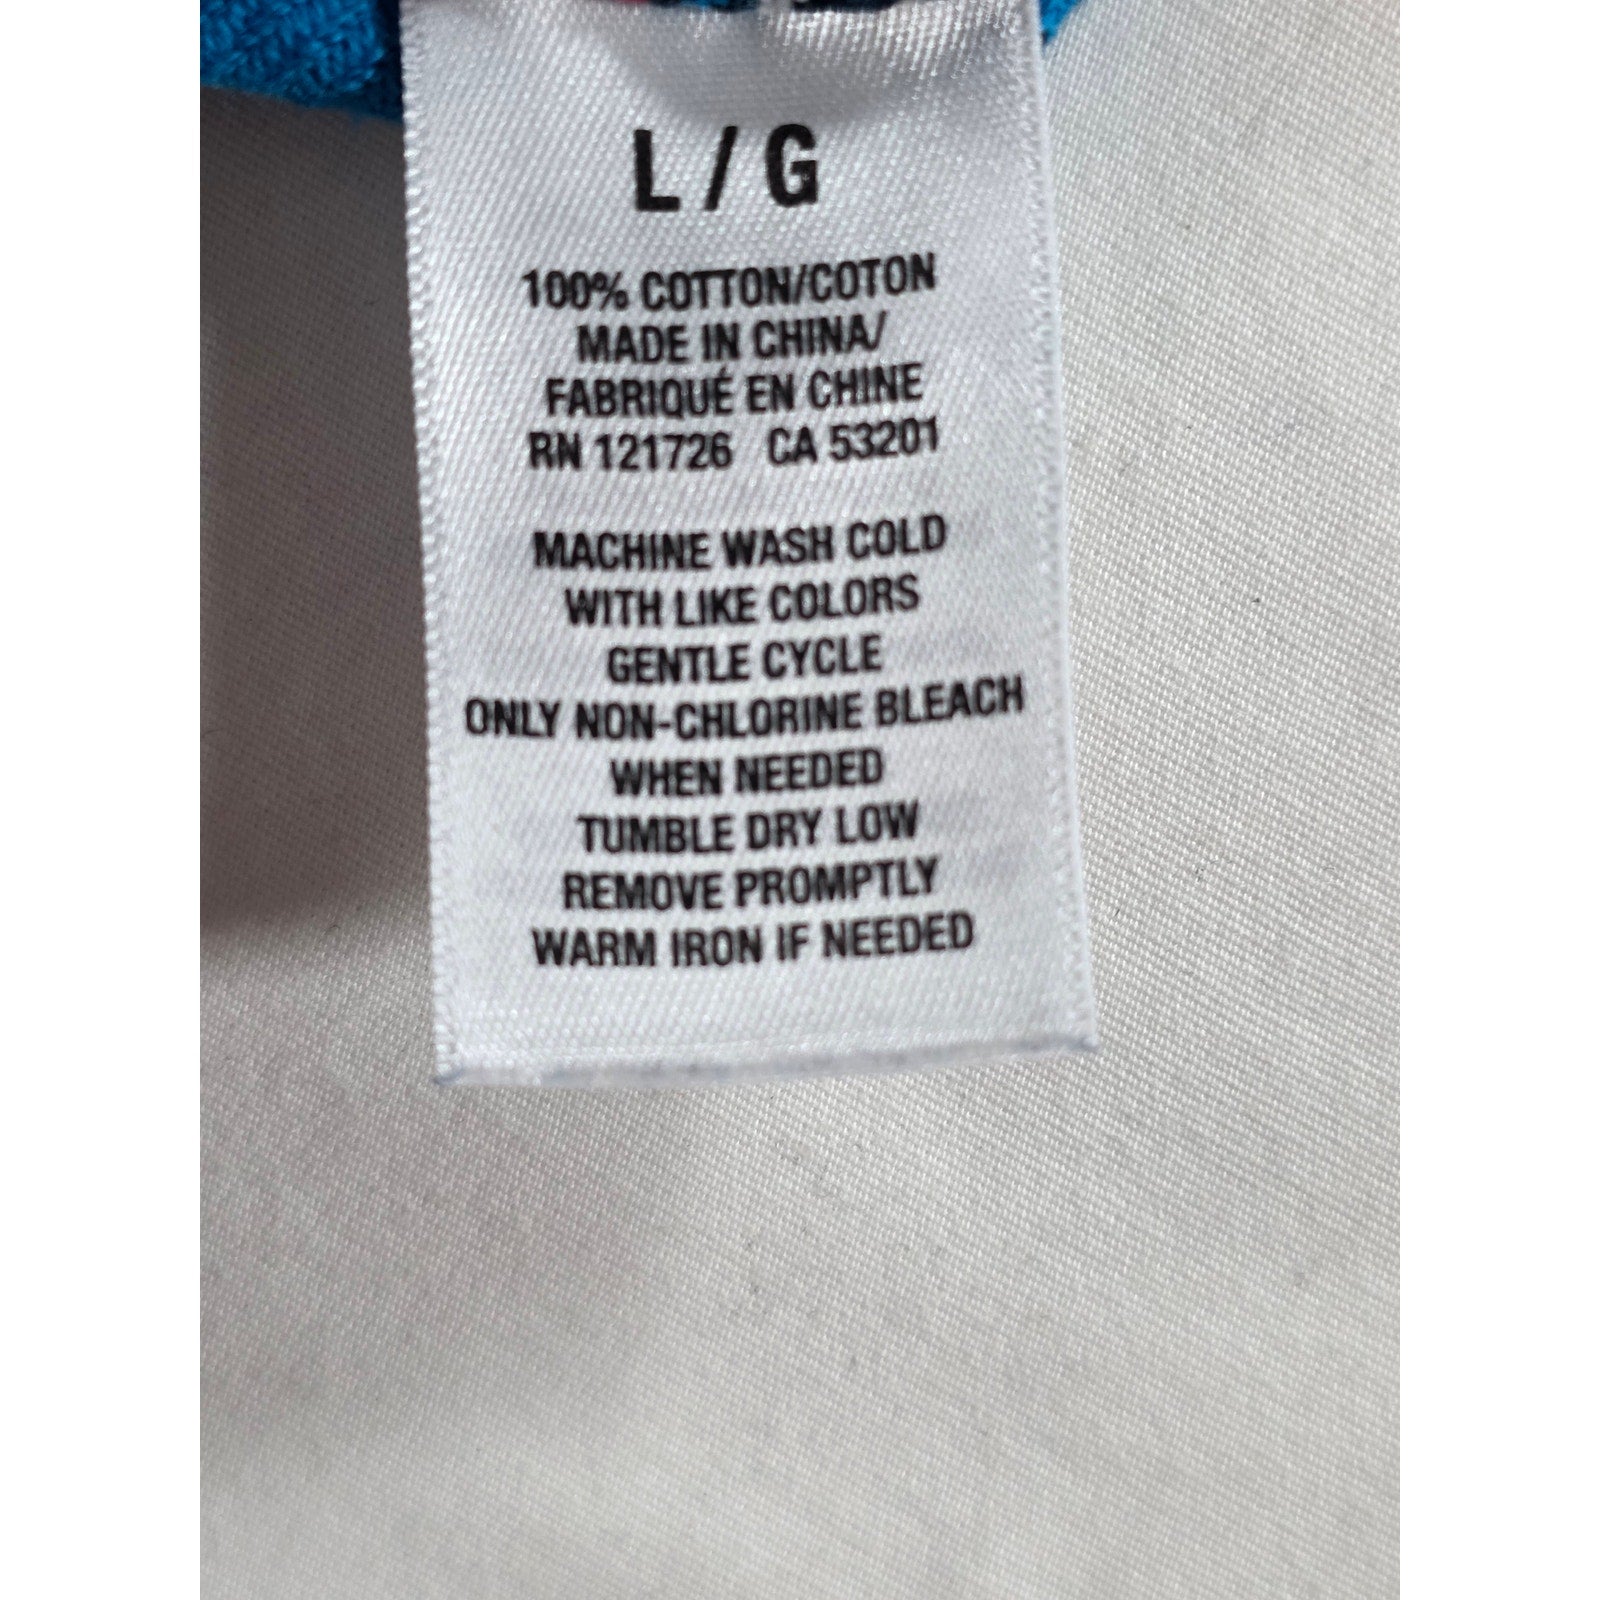 L / G
100% COTTON/COTON
MADE IN CHINA/
FABRIQUÉ EN CHINE
RN 121726 CA 53201
MACHINE WASH COLD
WITH LIKE COLORS
GENTLE CYCLE
ONLY NON-CHLORINE BLEACH
WHEN NEEDED
TUMBLE DRY LOW
REMOVE PROMPTLY
WARM IRON IF NEEDED